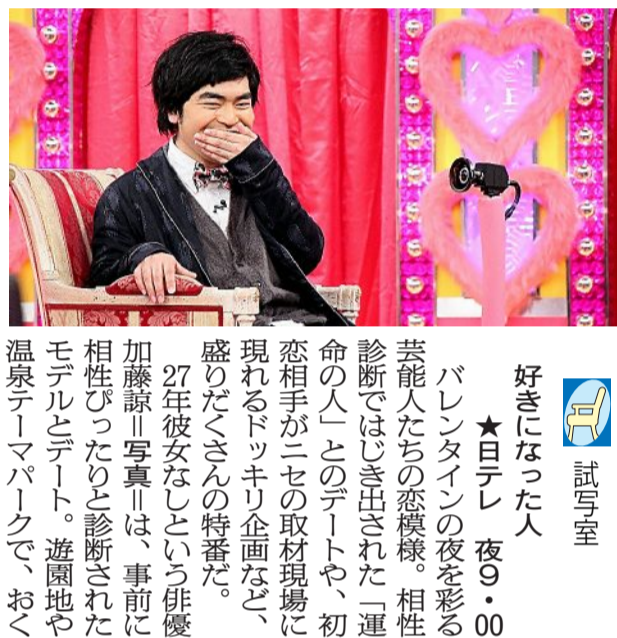 試写室
好きになった人
★日テレ 夜9・00
バレンタインの夜を彩る
芸能人たちの恋模様。相性
診断ではじき出された「運
命の人」とのデートや、初
恋相手がニセの取材現場に
現れるドッキリ企画など、
盛りだくさんの特番だ。
27年彼女なしという俳優
加藤諒＝写真＝は、事前に
相性ぴったりと診断された
モデルとデート。遊園地や
温泉テーマパークで、おく